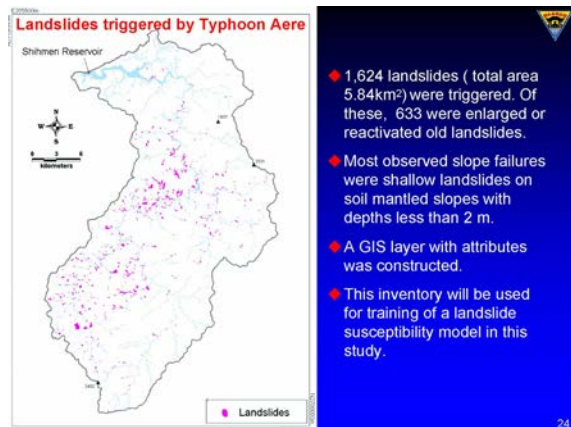 Landslides triggered by Typhoon Aere
Shihmen Reservoir
N
W E
S
kilometers
Landslides
1,624 landslides ( total area
5.84km²) were triggered. Of
these, 633 were enlarged or
reactivated old landslides.
Most observed slope failures
were shallow landslides on
soil mantled slopes with
depths less than 2 m.
A GIS layer with attributes
was constructed.
This inventory will be used
for training of a landslide
susceptibility model in this
study.
24